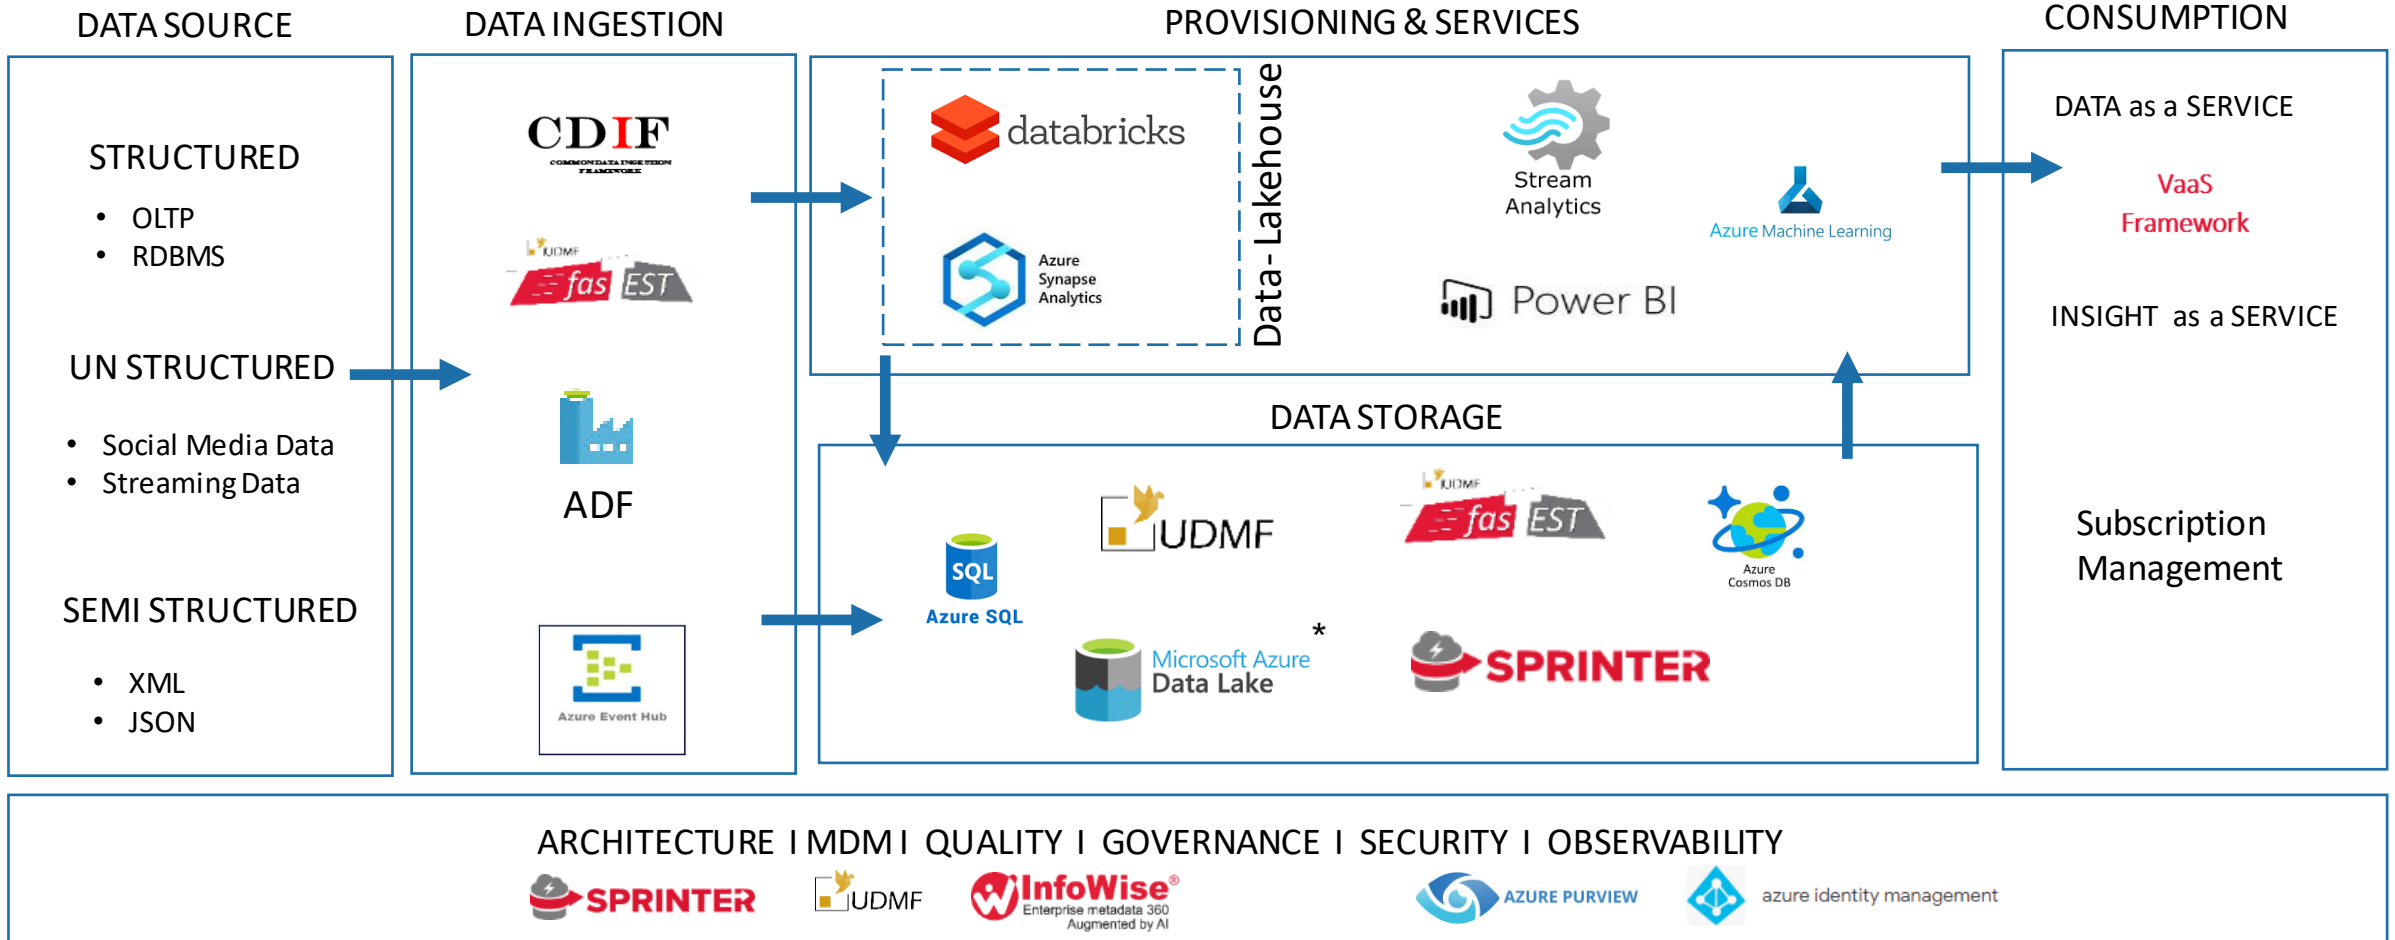 DATA SOURCE
DATA INGESTION
PROVISIONING & SERVICES
CONSUMPTION
STRUCTURED
• OLTP
• RDBMS
UN STRUCTURED
• Social Media Data
• Streaming Data
SEMI STRUCTURED
• XML
• JSON
CDIF
COMMON DATA INGESTION
FRAMEWORK
UDMF
fas EST
ADF
Azure Event Hub
databricks
Azure
Synapse
Analytics
Data-Lakehouse
Stream
Analytics
Azure Machine Learning
Power BI
DATA STORAGE
SQL
Azure SQL
UDMF
UDMF
fas EST
Azure
Cosmos DB
Microsoft Azure
Data Lake
*
SPRINTER
DATA as a SERVICE
VaaS
Framework
INSIGHT as a SERVICE
Subscription
Management
ARCHITECTURE I MDM I QUALITY I GOVERNANCE I SECURITY I OBSERVABILITY
SPRINTER
UDMF
InfoWise®
Enterprise metadata 360
Augmented by AI
AZURE PURVIEW
azure identity management